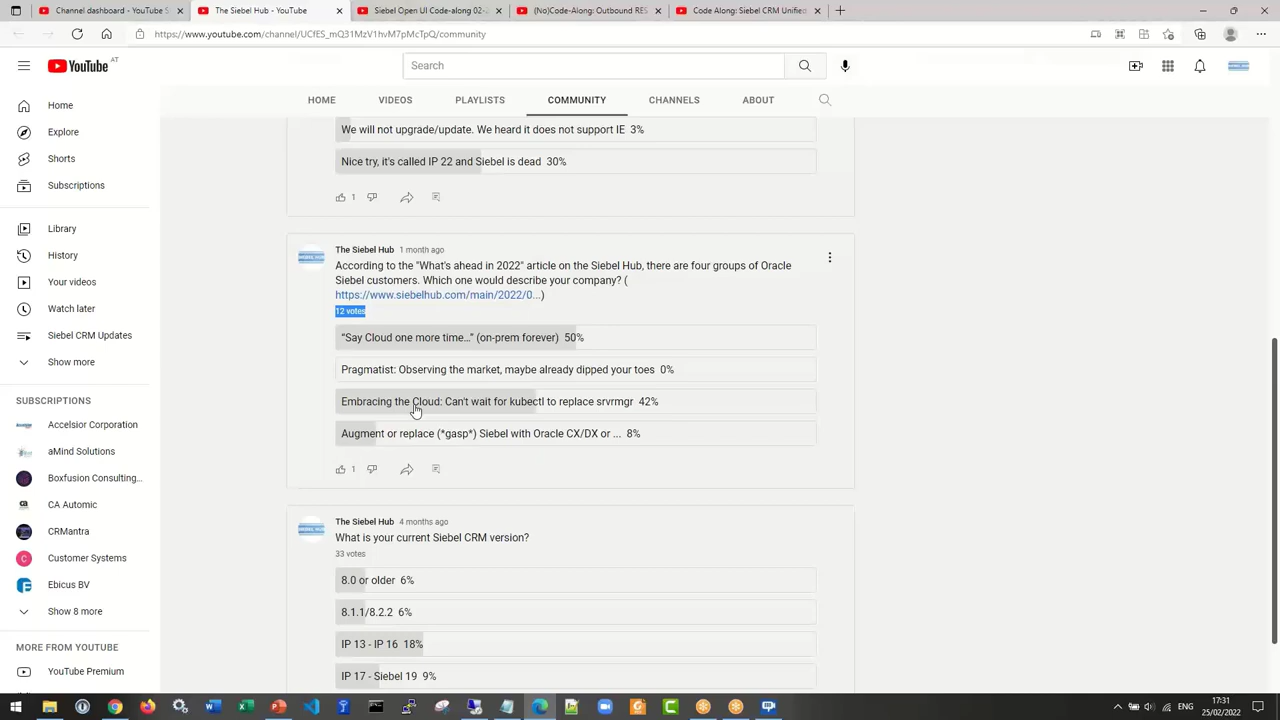 Channel dashboard - YouTube S
The Siebel Hub - YouTube
Siebel Open UI Code-along 02-
(No)Code-Along: Outbound RES
Code Along: Siebel CRM Unified
https://www.youtube.com/channel/UCfES_mQ31MzV1hvM7pMcTpQ/community
YouTube AT
Search
HOME VIDEOS PLAYLISTS COMMUNITY CHANNELS ABOUT
Home
Explore
Shorts
Subscriptions
Library
History
Your videos
Watch later
Siebel CRM Updates
Show more
SUBSCRIPTIONS
Accelsior Corporation
aMind Solutions
Boxfusion Consulting...
CA Automic
CRMantra
Customer Systems
Ebicus BV
Show 8 more
MORE FROM YOUTUBE
YouTube Premium
We will not upgrade/update. We heard it does not support IE 3%
Nice try, it's called IP 22 and Siebel is dead 30%
1
The Siebel Hub 1 month ago
According to the "What's ahead in 2022" article on the Siebel Hub, there are four groups of Oracle
Siebel customers. Which one would describe your company? (
https://www.siebelhub.com/main/2022/0...)
12 votes
“Say Cloud one more time…” (on-prem forever) 50%
Pragmatist: Observing the market, maybe already dipped your toes 0%
Embracing the Cloud: Can't wait for kubectl to replace srvrmgr 42%
Augment or replace (*gasp*) Siebel with Oracle CX/DX or ... 8%
1
The Siebel Hub 4 months ago
What is your current Siebel CRM version?
33 votes
8.0 or older 6%
8.1.1/8.2.2 6%
IP 13 - IP 16 18%
IP 17 - Siebel 19 9%
ENG
17:31
25/02/2022